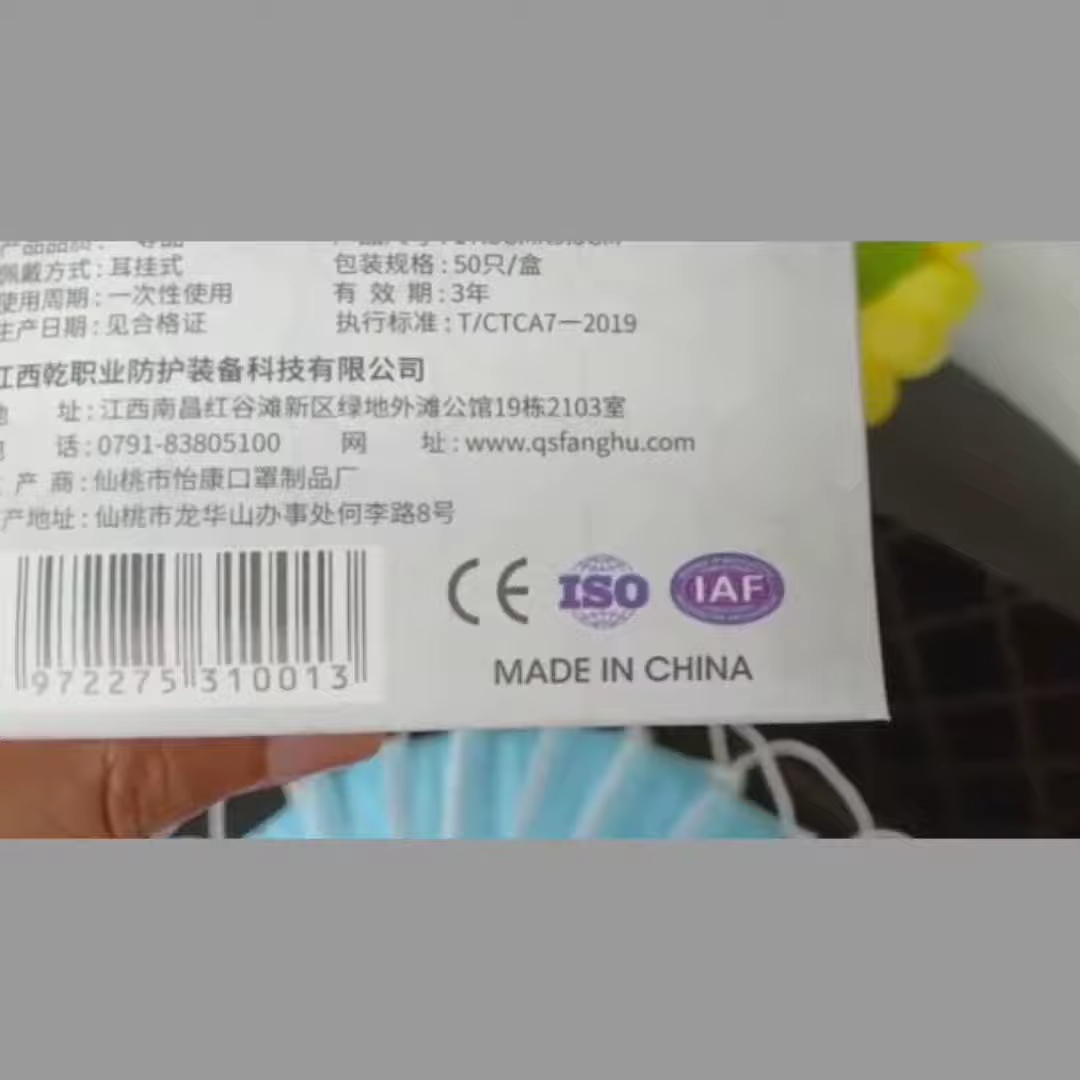 佩戴方式:耳挂式 包装规格:50只/盒
使用周期:一次性使用 有 效 期:3年
生产日期:见合格证 执行标准:T/CTCA7—2019
江西乾职业防护装备科技有限公司
址:江西南昌红谷滩新区绿地外滩公馆19栋2103室
话:0791-83805100 网 址:www.qsfanghu.com
产 商:仙桃市怡康口罩制品厂
产地址:仙桃市龙华山办事处何李路8号
CE ISO IAF
972275 310013
MADE IN CHINA